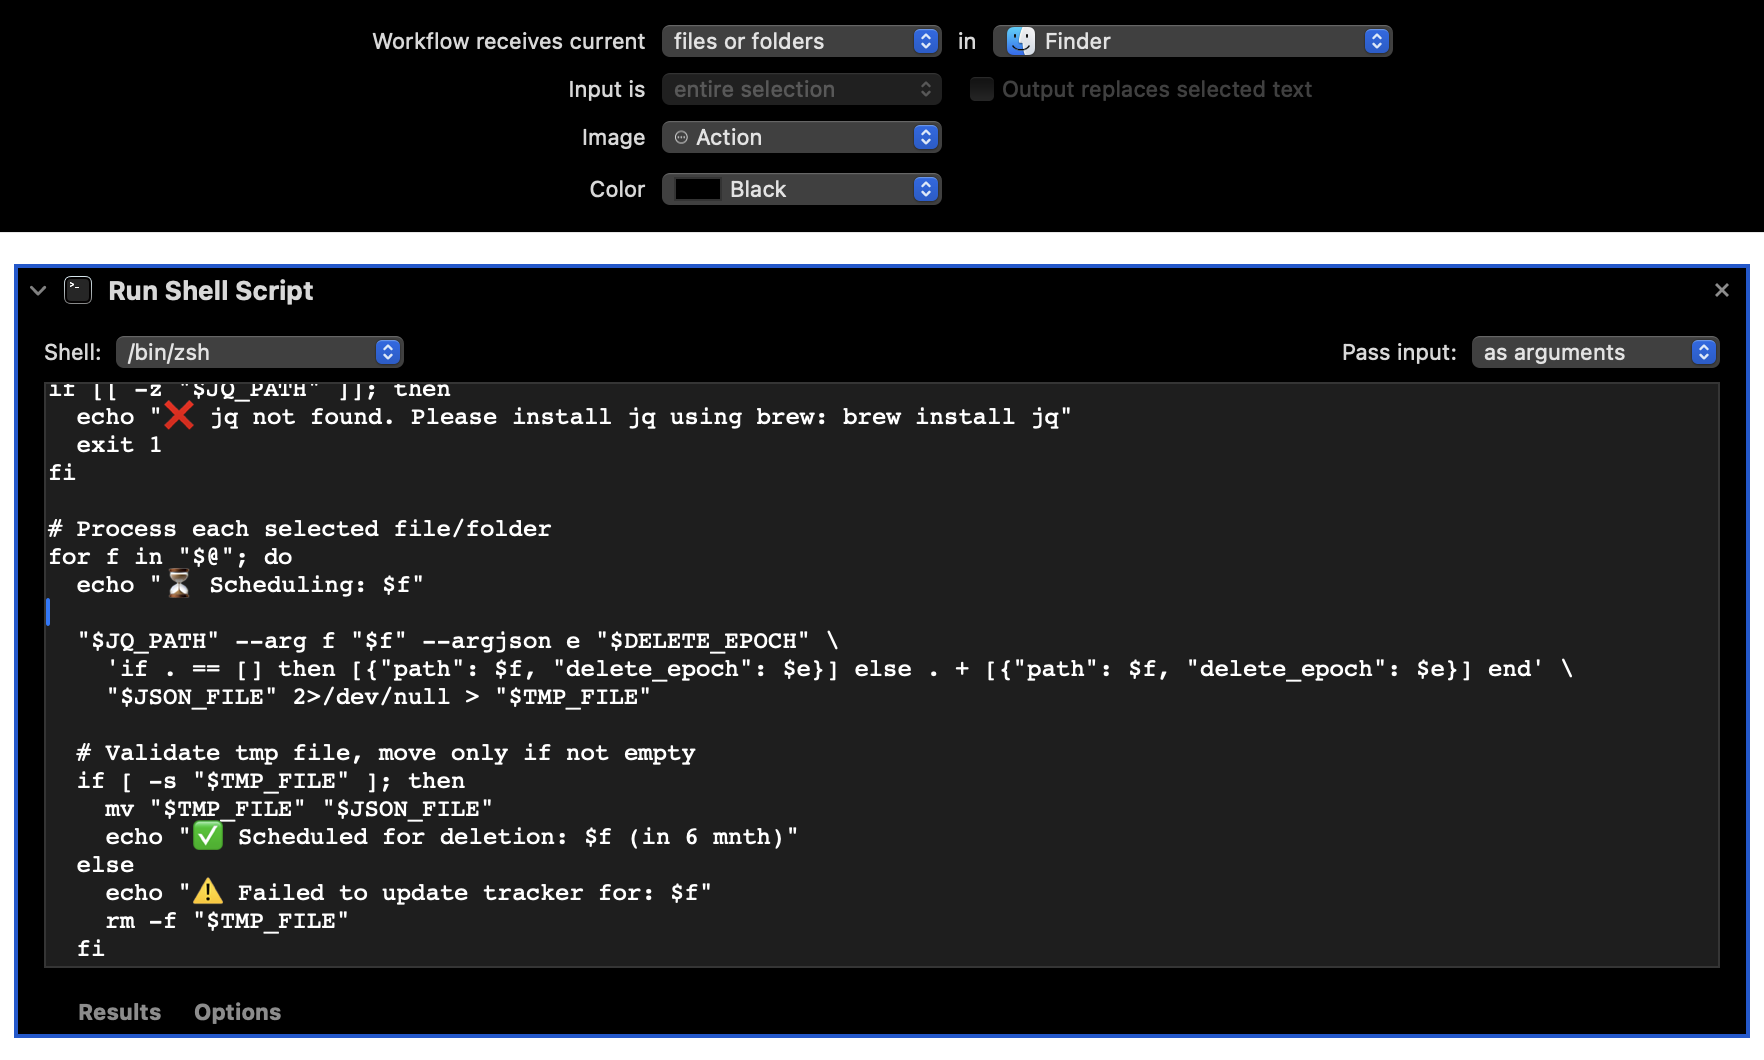 Workflow receives current files or folders in Finder
Input is entire selection Output replaces selected text
Image Action
Color Black
Run Shell Script
Shell: /bin/zsh Pass input: as arguments
if [[ -z "$JQ_PATH" ]]; then
  echo "❌ jq not found. Please install jq using brew: brew install jq"
  exit 1
fi

# Process each selected file/folder
for f in "$@"; do
  echo "⏳ Scheduling: $f"

  "$JQ_PATH" --arg f "$f" --argjson e "$DELETE_EPOCH" \
    'if . == [] then [{"path": $f, "delete_epoch": $e}] else . + [{"path": $f, "delete_epoch": $e}] end' \
    "$JSON_FILE" 2>/dev/null > "$TMP_FILE"

  # Validate tmp file, move only if not empty
  if [ -s "$TMP_FILE" ]; then
    mv "$TMP_FILE" "$JSON_FILE"
    echo "✅ Scheduled for deletion: $f (in 6 mnth)"
  else
    echo "⚠️ Failed to update tracker for: $f"
    rm -f "$TMP_FILE"
  fi
Results Options